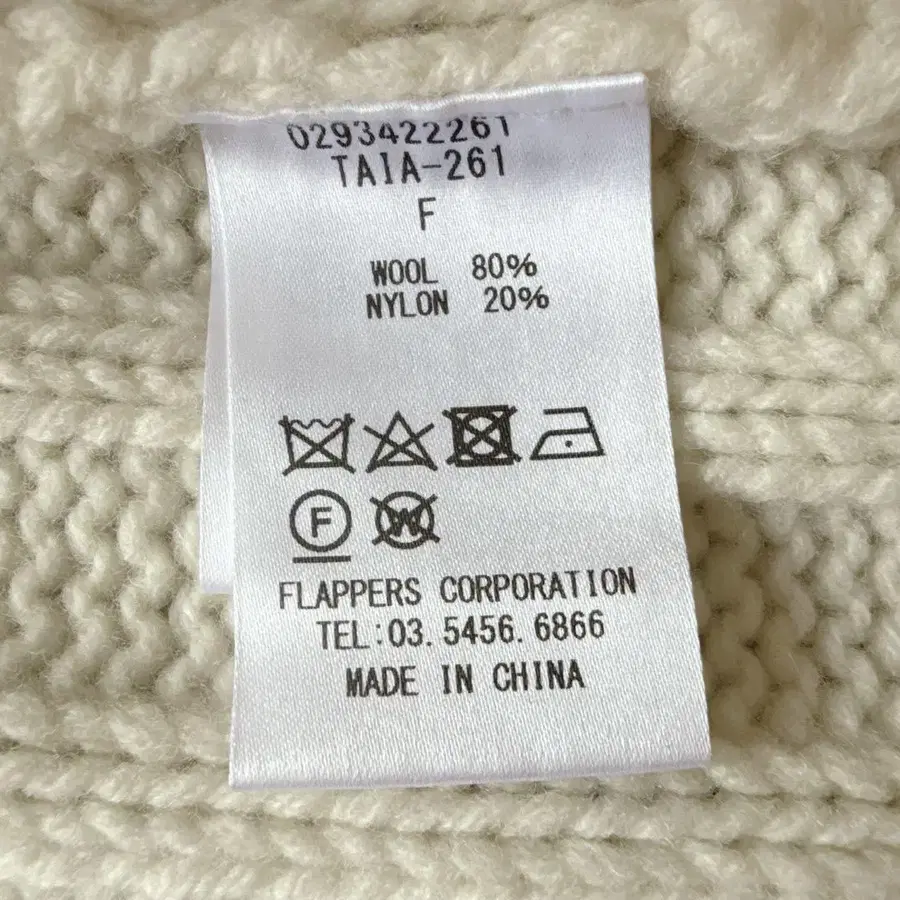 0293422261
TAIA-261
F
WOOL 80%
NYLON 20%
F W
FLAPPERS CORPORATION
TEL:03.5456.6866
MADE IN CHINA